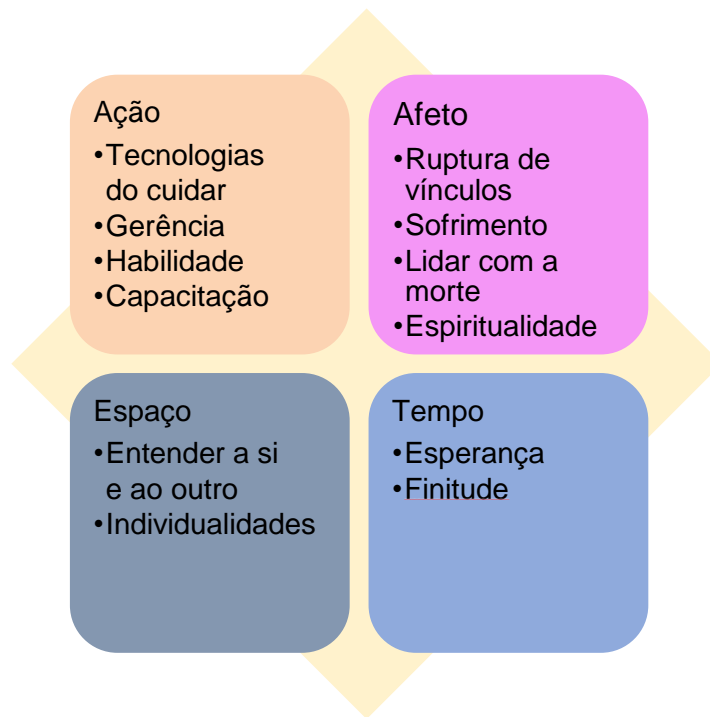 Ação
•Tecnologias
do cuidar
•Gerência
•Habilidade
•Capacitação
Afeto
•Ruptura de
vínculos
•Sofrimento
•Lidar com a
morte
•Espiritualidade
Espaço
•Entender a si
e ao outro
•Individualidades
Tempo
•Esperança
•Finitude